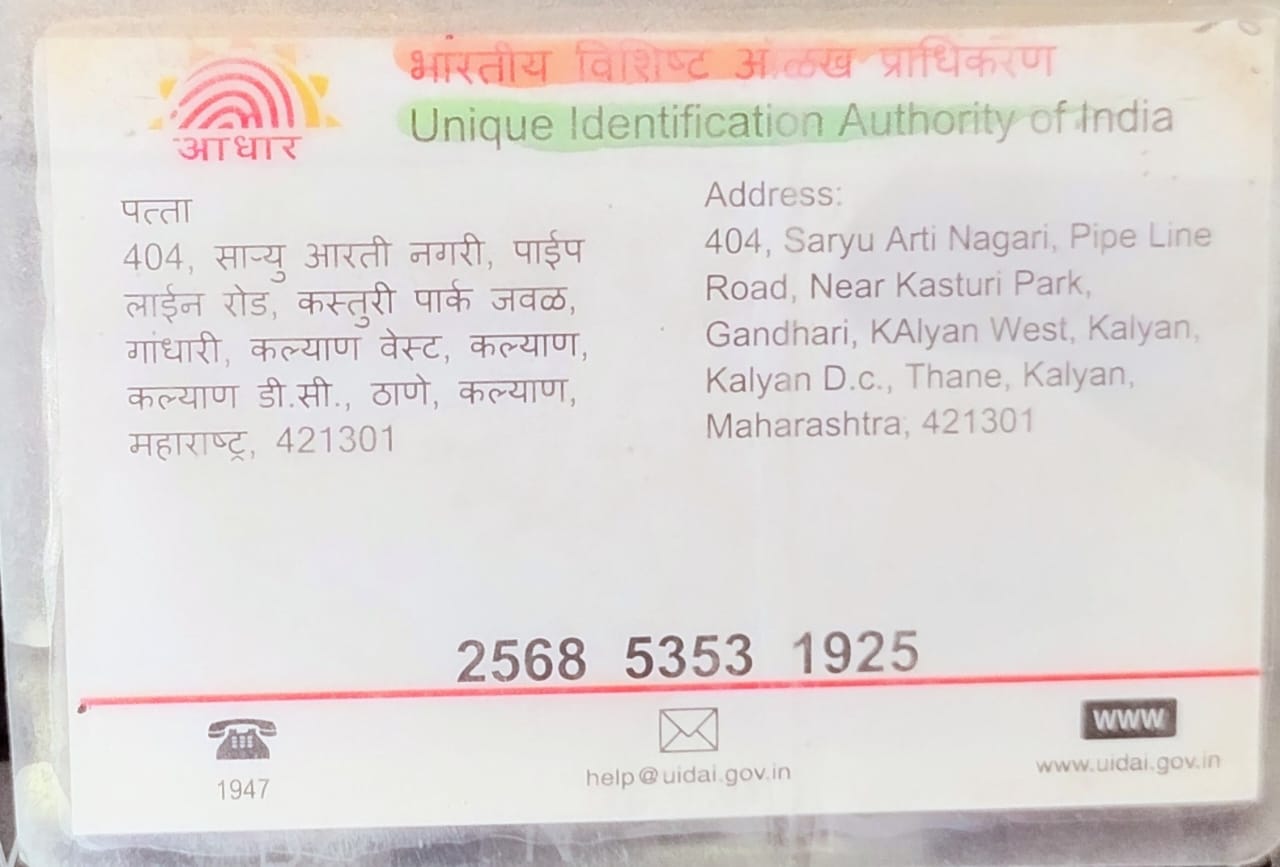 भारतीय विशिष्ट ओळख प्राधिकरण
Unique Identification Authority of India
आधार
पत्ता
404, साऱ्यु आरती नगरी, पाईप
लाईन रोड, कस्तुरी पार्क जवळ,
गांधारी, कल्याण वेस्ट, कल्याण,
कल्याण डी.सी., ठाणे, कल्याण,
महाराष्ट्र, 421301
Address:
404, Saryu Arti Nagari, Pipe Line
Road, Near Kasturi Park,
Gandhari, KAlyan West, Kalyan,
Kalyan D.c., Thane, Kalyan,
Maharashtra, 421301
2568 5353 1925
1947
help@uidai.gov.in
www
www.uidai.gov.in